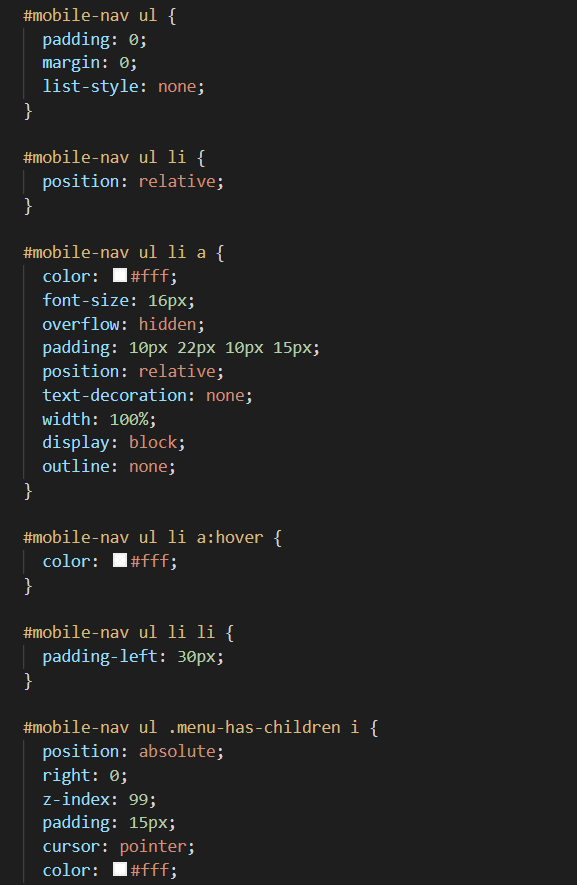 #mobile-nav ul {
  padding: 0;
  margin: 0;
  list-style: none;
}

#mobile-nav ul li {
  position: relative;
}

#mobile-nav ul li a {
  color: #fff;
  font-size: 16px;
  overflow: hidden;
  padding: 10px 22px 10px 15px;
  position: relative;
  text-decoration: none;
  width: 100%;
  display: block;
  outline: none;
}

#mobile-nav ul li a:hover {
  color: #fff;
}

#mobile-nav ul li li {
  padding-left: 30px;
}

#mobile-nav ul .menu-has-children i {
  position: absolute;
  right: 0;
  z-index: 99;
  padding: 15px;
  cursor: pointer;
  color: #fff;